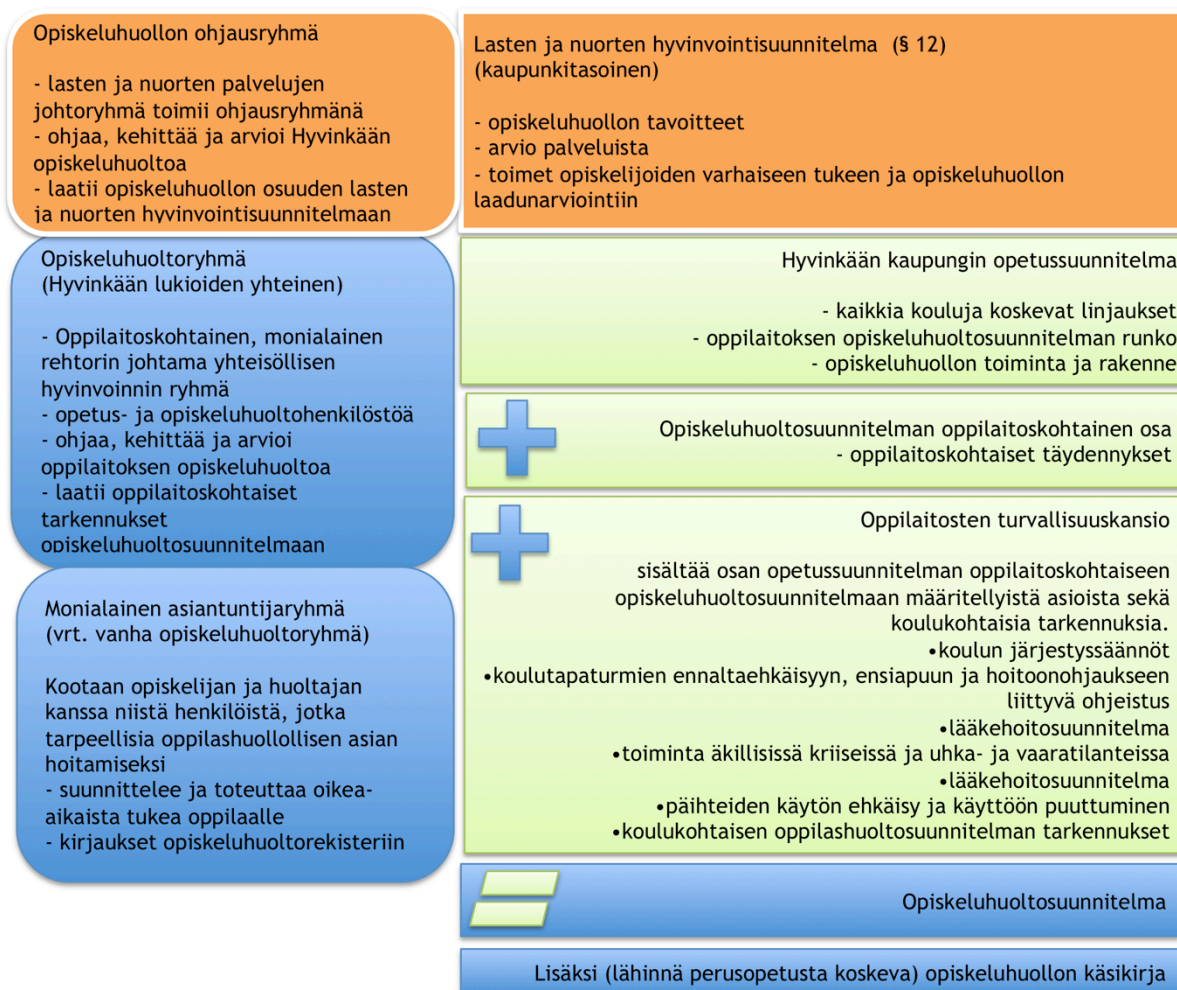 Opiskeluhuollon ohjausryhmä
- lasten ja nuorten palvelujen
johtoryhmä toimii ohjausryhmänä
- ohjaa, kehittää ja arvioi Hyvinkään
opiskeluhuoltoa
- laatii opiskeluhuollon osuuden lasten
ja nuorten hyvinvointisuunnitelmaan
Lasten ja nuorten hyvinvointisuunnitelma (§ 12)
(kaupunkitasoinen)
- opiskeluhuollon tavoitteet
- arvio palveluista
- toimet opiskelijoiden varhaiseen tukeen ja opiskeluhuollon
laadunarviointiin
Opiskeluhuoltoryhmä
(Hyvinkään lukioiden yhteinen)
- Oppilaitoskohtainen, monialainen
rehtorin johtama yhteisöllisen
hyvinvoinnin ryhmä
- opetus- ja opiskeluhuoltohenkilöstöä
- ohjaa, kehittää ja arvioi
oppilaitoksen opiskeluhuoltoa
- laatii oppilaitoskohtaiset
tarkennukset
opiskeluhuoltosuunnitelmaan
Monialainen asiantuntijaryhmä
(vrt. vanha opiskeluhuoltoryhmä)
Kootaan opiskelijan ja huoltajan
kanssa niistä henkilöistä, jotka
tarpeellisia oppilashuollollisen asian
hoitamiseksi
- suunnittelee ja toteuttaa oikea-
aikaista tukea oppilaalle
- kirjaukset opiskeluhuoltorekisteriin
Hyvinkään kaupungin opetussuunnitelma
- kaikkia kouluja koskevat linjaukset
- oppilaitoksen opiskeluhuoltosuunnitelman runko
- opiskeluhuollon toiminta ja rakenne
Opiskeluhuoltosuunnitelman oppilaitoskohtainen osa
- oppilaitoskohtaiset täydennykset
Oppilaitosten turvallisuuskansio
sisältää osan opetussuunnitelman oppilaitoskohtaiseen
opiskeluhuoltosuunnitelmaan määritellyistä asioista sekä
koulukohtaisia tarkennuksia.
•koulun järjestyssäännöt
•koulutapaturmien ennaltaehkäisyyn, ensiapuun ja hoitoonohjaukseen
liittyvä ohjeistus
•lääkehoitosuunnitelma
•toiminta äkillisissä kriiseissä ja uhka- ja vaaratilanteissa
•lääkehoitosuunnitelma
•päihteiden käytön ehkäisy ja käyttöön puuttuminen
•koulukohtaisen oppilashuoltosuunnitelman tarkennukset
Opiskeluhuoltosuunnitelma
Lisäksi (lähinnä perusopetusta koskeva) opiskeluhuollon käsikirja